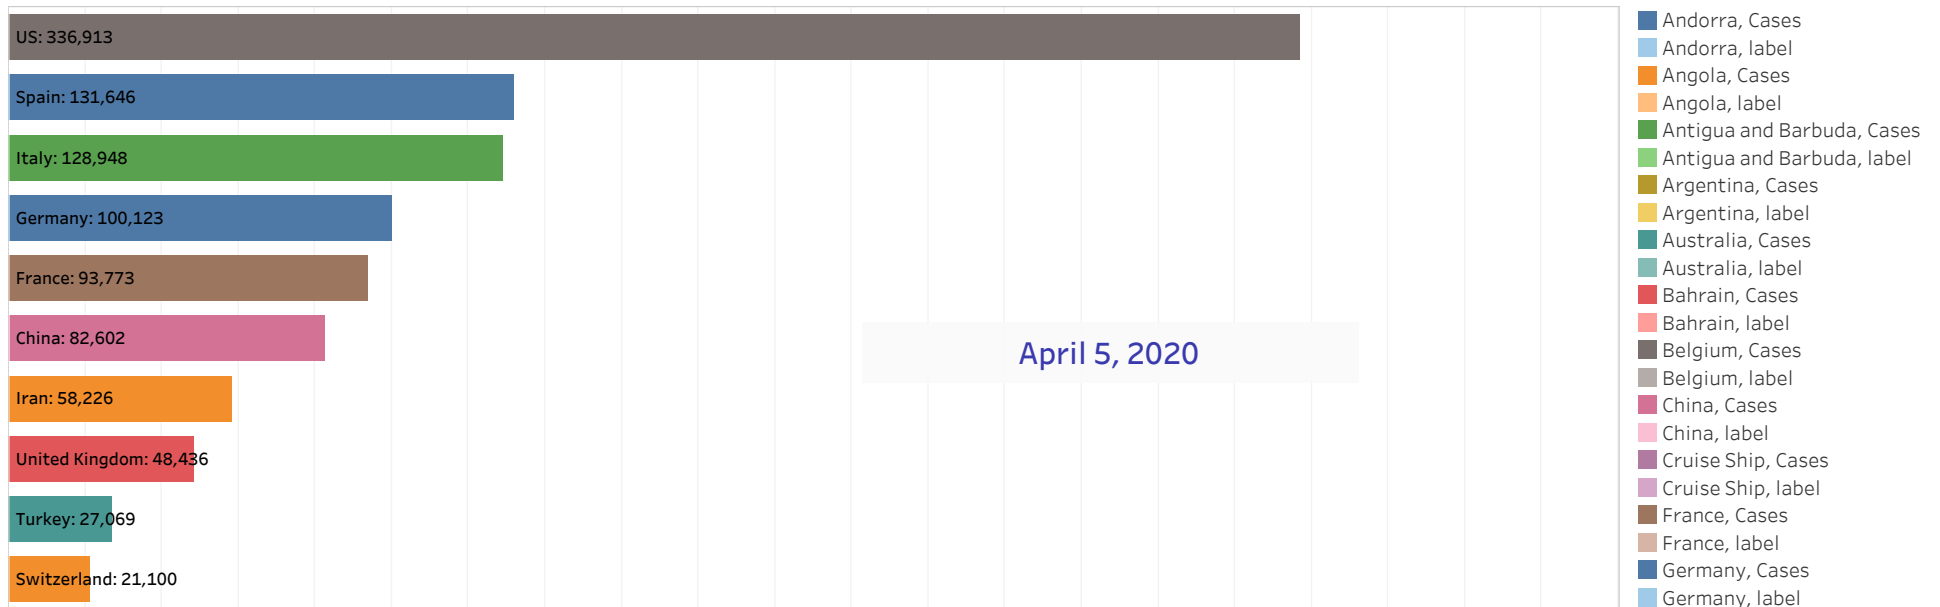 US: 336,913
Spain: 131,646
Italy: 128,948
Germany: 100,123
France: 93,773
China: 82,602
Iran: 58,226
United Kingdom: 48,436
Turkey: 27,069
Switzerland: 21,100
April 5, 2020
Andorra, Cases
Andorra, label
Angola, Cases
Angola, label
Antigua and Barbuda, Cases
Antigua and Barbuda, label
Argentina, Cases
Argentina, label
Australia, Cases
Australia, label
Bahrain, Cases
Bahrain, label
Belgium, Cases
Belgium, label
China, Cases
China, label
Cruise Ship, Cases
Cruise Ship, label
France, Cases
France, label
Germany, Cases
Germany, label